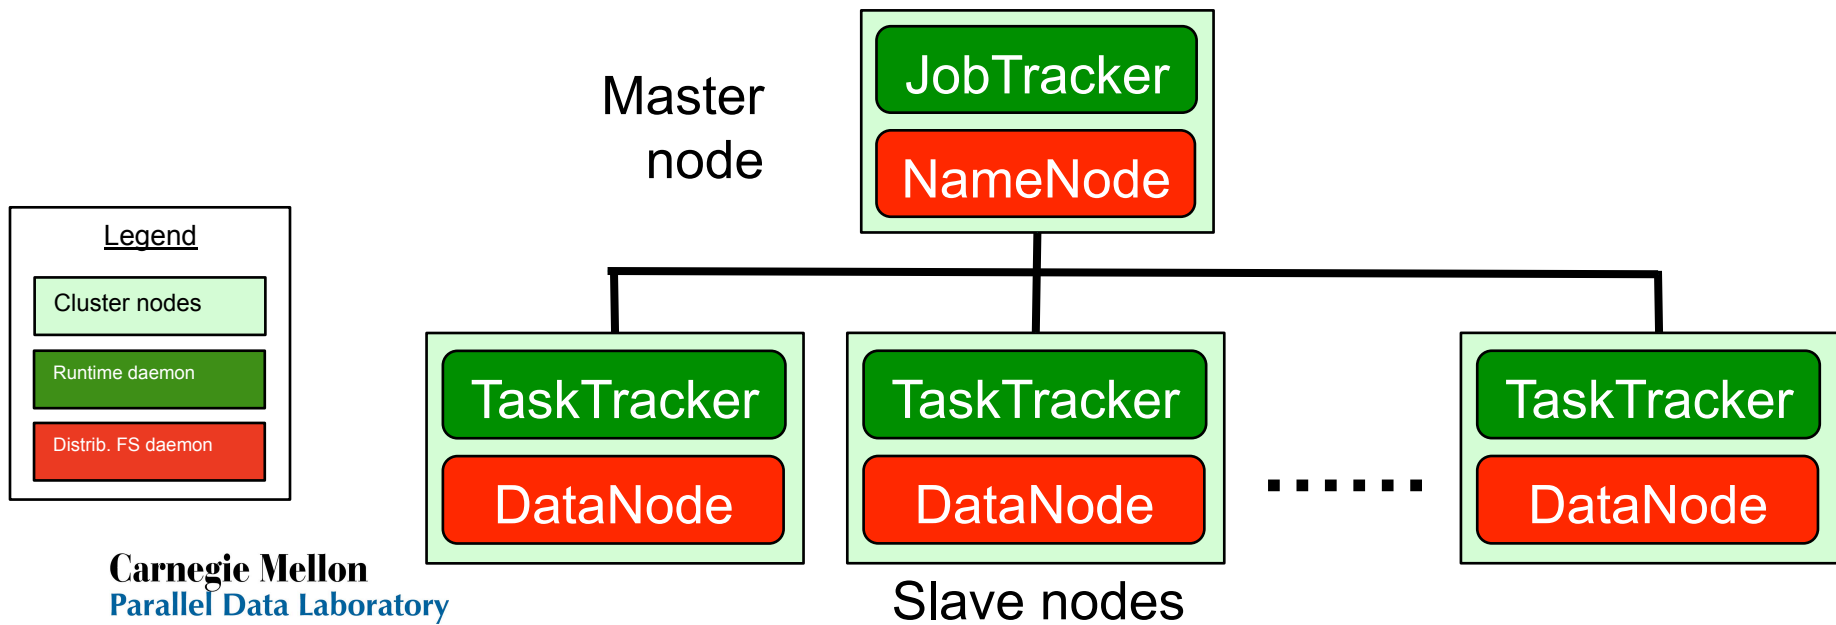 JobTracker
Master
node
NameNode
Legend
Cluster nodes
Runtime daemon
Distrib. FS daemon
TaskTracker
TaskTracker
TaskTracker
DataNode
DataNode
DataNode
Carnegie Mellon
Parallel Data Laboratory
Slave nodes